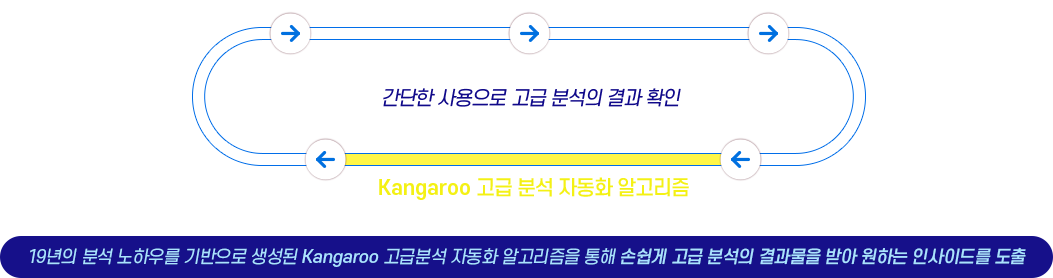 간단한 사용으로 고급 분석의 결과 확인
Kangaroo 고급 분석 자동화 알고리즘
19년의 분석 노하우를 기반으로 생성된 Kangaroo 고급분석 자동화 알고리즘을 통해 손쉽게 고급 분석의 결과물을 받아 원하는 인사이드를 도출